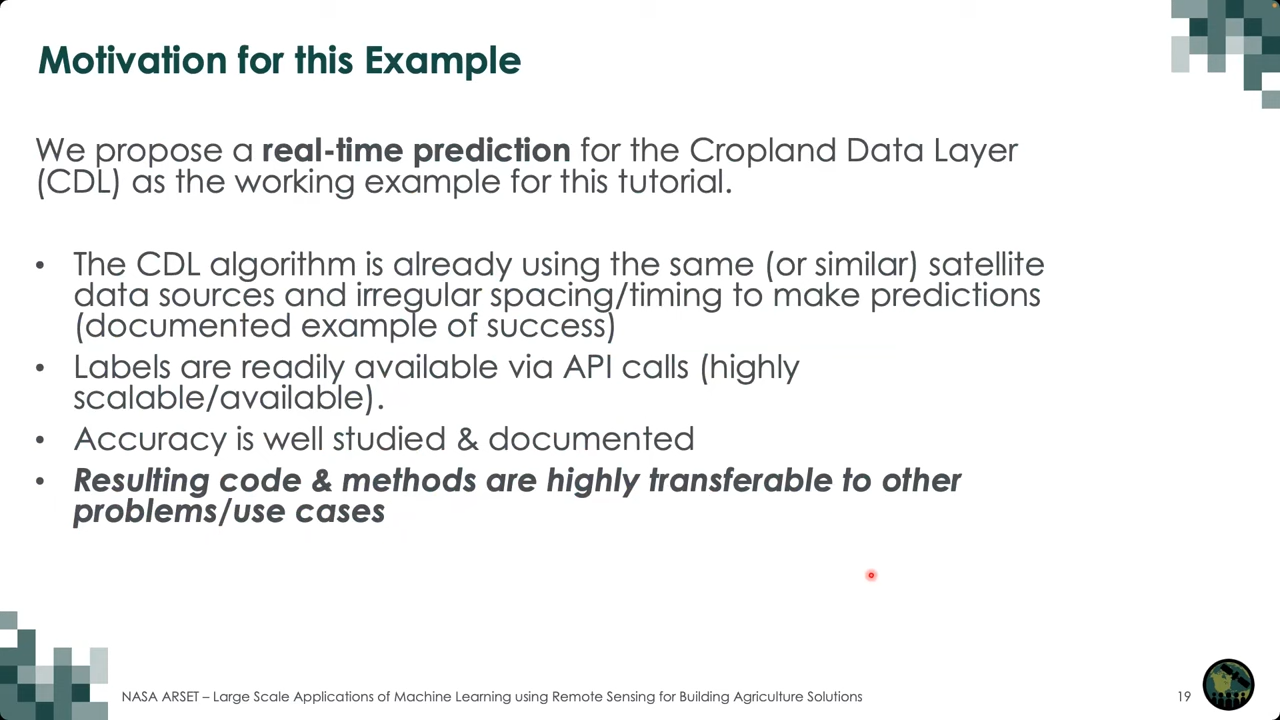 Motivation for this Example
We propose a real-time prediction for the Cropland Data Layer
(CDL) as the working example for this tutorial.
• The CDL algorithm is already using the same (or similar) satellite
data sources and irregular spacing/timing to make predictions
(documented example of success)
• Labels are readily available via API calls (highly
scalable/available).
• Accuracy is well studied & documented
• Resulting code & methods are highly transferable to other
problems/use cases
NASA ARSET – Large Scale Applications of Machine Learning using Remote Sensing for Building Agriculture Solutions
19